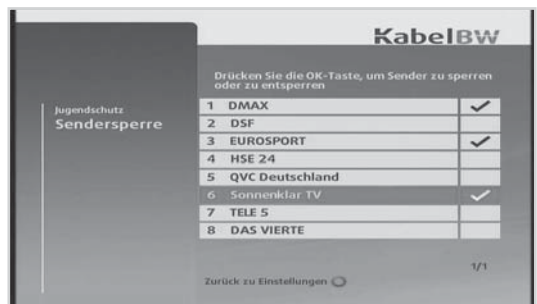 KabelBW
Drücken Sie die OK-Taste, um Sender zu sperren
oder zu entsperren
Jugendschutz
Sendersperre
1 DMAX
2 DSF
3 EUROSPORT
4 HSE 24
5 QVC Deutschland
6 Sonnenklar TV
7 TELE 5
8 DAS VIERTE
1/1
Zurück zu Einstellungen